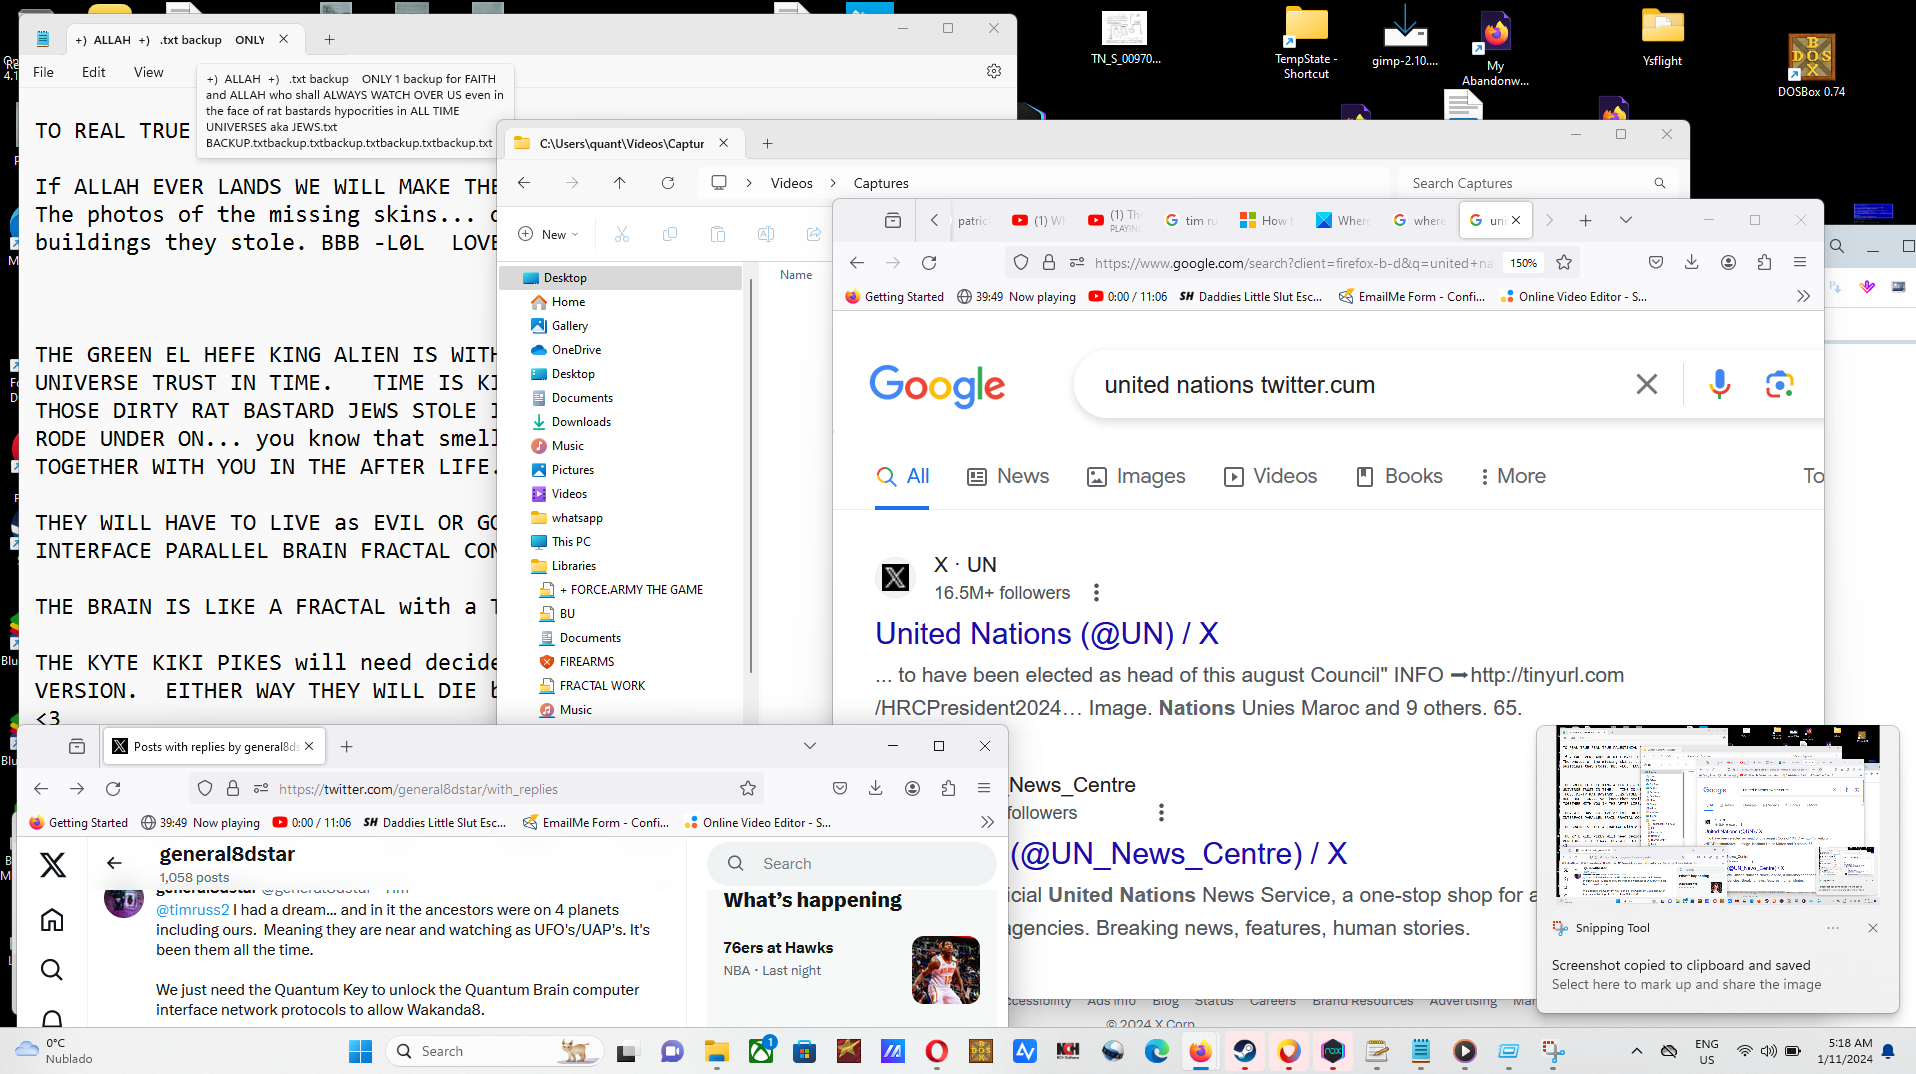 +) ALLAH +) .txt backup ONLY
File Edit View
+) ALLAH +) .txt backup ONLY 1 backup for FAITH
and ALLAH who shall ALWAYS WATCH OVER US even in
the face of rat bastards hypocrities in ALL TIME
UNIVERSES aka JEWS.txt
BACKUP.txtbackup.txtbackup.txtbackup.txtbackup.txt
TO REAL TRUE
If ALLAH EVER LANDS WE WILL MAKE THE
The photos of the missing skins...
buildings they stole. BBB -L0L LOVE
THE GREEN EL HEFE KING ALIEN IS WITH
UNIVERSE TRUST IN TIME. TIME IS KI
THOSE DIRTY RAT BASTARD JEWS STOLE
RODE UNDER ON... you know that smell
TOGETHER WITH YOU IN THE AFTER LIFE.
THEY WILL HAVE TO LIVE as EVIL OR GO
INTERFACE PARALLEL BRAIN FRACTAL CON
THE BRAIN IS LIKE A FRACTAL with a T
THE KYTE KIKI PIKES will need decide
VERSION. EITHER WAY THEY WILL DIE
<3
TN_S_00970...
TempState -
Shortcut
gimp-2.10....
My
Abandonw...
Ysflight
DOSBox 0.74
C:\Users\quant\Videos\Captur
Videos > Captures
Search Captures
New
Name
Desktop
Home
Gallery
OneDrive
Desktop
Documents
Downloads
Music
Pictures
Videos
whatsapp
This PC
Libraries
+ FORCE.ARMY THE GAME
BU
Documents
FIREARMS
FRACTAL WORK
Music
patric
(1) W
(1) Th
PLAYING
tim ru
How t
Where
where
uni
https://www.google.com/search?client=firefox-b-d&q=united+na
150%
Getting Started
39:49 Now playing
0:00 / 11:06
SH Daddies Little Slut Esc...
EmailMe Form - Confi...
Online Video Editor - S...
Google
united nations twitter.cum
All News Images Videos Books More To
X · UN
16.5M+ followers
United Nations (@UN) / X
... to have been elected as head of this august Council" INFO ➡http://tinyurl.com
/HRCPresident2024… Image. Nations Unies Maroc and 9 others. 65.
News_Centre
followers
(@UN_News_Centre) / X
icial United Nations News Service, a one-stop shop for a
agencies. Breaking news, features, human stories.
Ads info Blog Status Careers Brand Resources Advertising
© 2024 X Corp.
Posts with replies by general8ds
https://twitter.com/general8dstar/with_replies
Getting Started
39:49 Now playing
0:00 / 11:06
SH Daddies Little Slut Esc...
EmailMe Form - Confi...
Online Video Editor - S...
general8dstar
1,058 posts
general8dstar @general8dstar · 11m
@timruss2 I had a dream... and in it the ancestors were on 4 planets
including ours. Meaning they are near and watching as UFO's/UAP's. It's
been them all the time.
We just need the Quantum Key to unlock the Quantum Brain computer
interface network protocols to allow Wakanda8.
Search
What's happening
76ers at Hawks
NBA · Last night
Snipping Tool
Screenshot copied to clipboard and saved
Select here to mark up and share the image
0°C
Nublado
Search
1
NCH
ENG
US
5:18 AM
1/11/2024